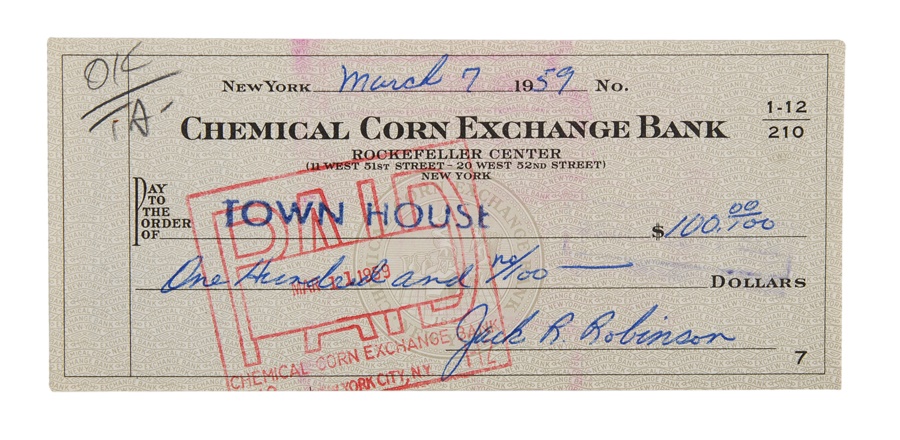 OK
-A-
NEW YORK March 7 1959 No.
1-12
210
CHEMICAL CORN EXCHANGE BANK
ROCKEFELLER CENTER
(11 WEST 51ST STREET - 20 WEST 52ND STREET)
NEW YORK
PAY
TO THE
ORDER
OF
TOWN HOUSE
$100.00/100
One Hundred and no/100
DOLLARS
PAID
MAR 11 1959
PAID
CHEMICAL CORN EXCHANGE BANK
NEW YORK CITY, N.Y.
Jack R. Robinson
7